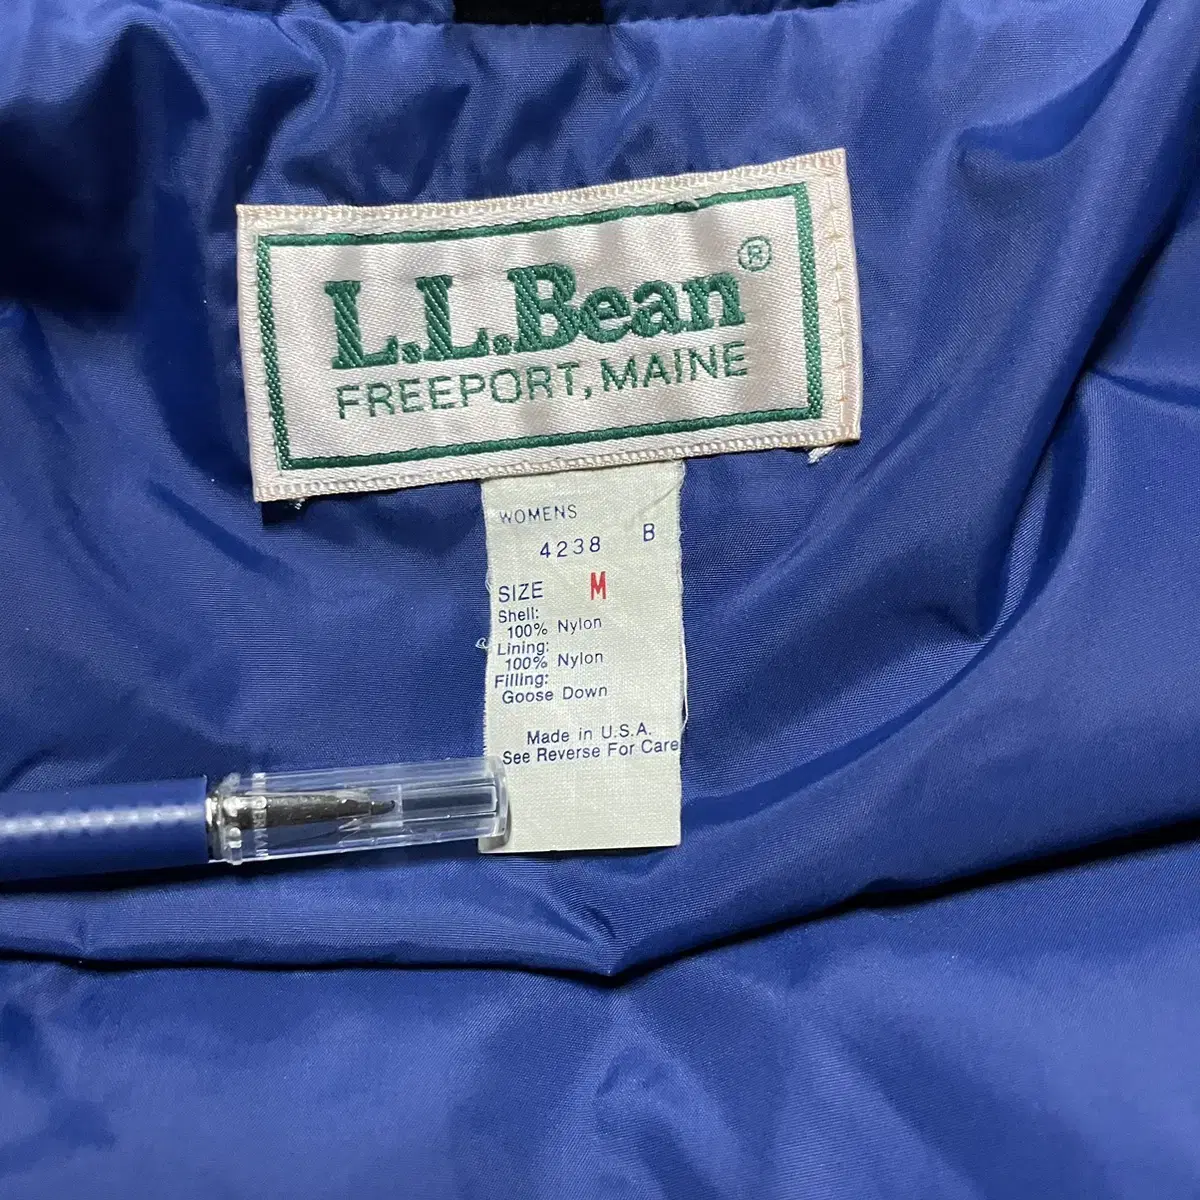 L.L.Bean®
FREEPORT, MAINE
WOMENS
4238 B
SIZE M
Shell:
100% Nylon
Lining:
100% Nylon
Filling:
Goose Down
Made in U.S.A.
See Reverse For Care